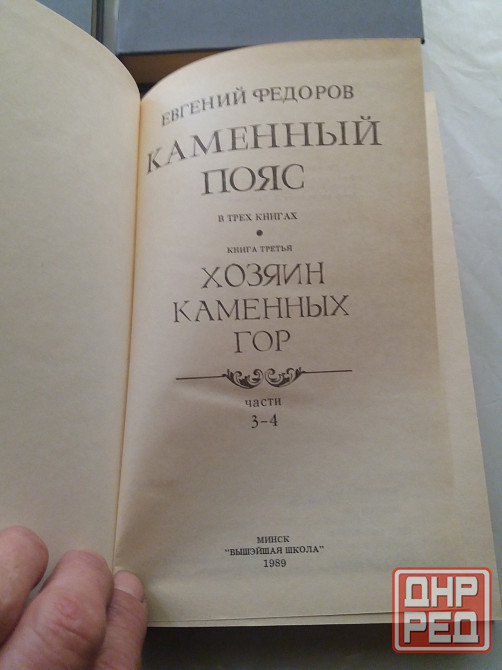 ЕВГЕНИЙ ФЕДОРОВ
КАМЕННЫЙ
ПОЯС
В ТРЕХ КНИГАХ
КНИГА ТРЕТЬЯ
ХОЗЯИН
КАМЕННЫХ
ГОР
части
3-4
МИНСК
"ВЫШЭЙШАЯ ШКОЛА"
1989
ДНР
РЕД